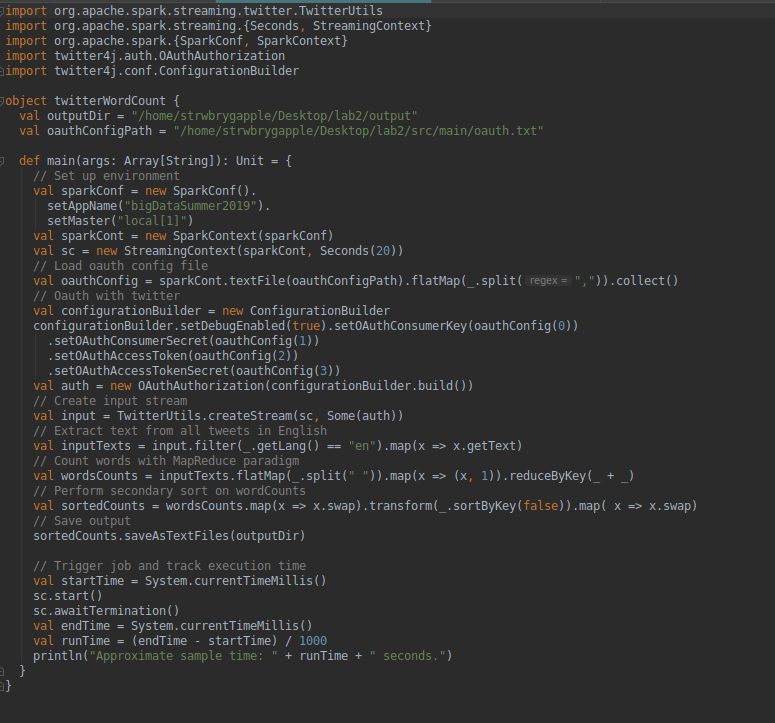 import org.apache.spark.streaming.twitter.TwitterUtils
import org.apache.spark.streaming.{Seconds, StreamingContext}
import org.apache.spark.{SparkConf, SparkContext}
import twitter4j.auth.OAuthAuthorization
import twitter4j.conf.ConfigurationBuilder

object twitterWordCount {
  val outputDir = "/home/strwbrygapple/Desktop/lab2/output"
  val oauthConfigPath = "/home/strwbrygapple/Desktop/lab2/src/main/oauth.txt"

  def main(args: Array[String]): Unit = {
    // Set up environment
    val sparkConf = new SparkConf().
      setAppName("bigDataSummer2019").
      setMaster("local[1]")
    val sparkCont = new SparkContext(sparkConf)
    val sc = new StreamingContext(sparkCont, Seconds(20))
    // Load oauth config file
    val oauthConfig = sparkCont.textFile(oauthConfigPath).flatMap(_.split( regex = ",")).collect()
    // Oauth with twitter
    val configurationBuilder = new ConfigurationBuilder
    configurationBuilder.setDebugEnabled(true).setOAuthConsumerKey(oauthConfig(0))
      .setOAuthConsumerSecret(oauthConfig(1))
      .setOAuthAccessToken(oauthConfig(2))
      .setOAuthAccessTokenSecret(oauthConfig(3))
    val auth = new OAuthAuthorization(configurationBuilder.build())
    // Create input stream
    val input = TwitterUtils.createStream(sc, Some(auth))
    // Extract text from all tweets in English
    val inputTexts = input.filter(_.getLang() == "en").map(x => x.getText)
    // Count words with MapReduce paradigm
    val wordsCounts = inputTexts.flatMap(_.split(" ")).map(x => (x, 1)).reduceByKey(_ + _)
    // Perform secondary sort on wordCounts
    val sortedCounts = wordsCounts.map(x => x.swap).transform(_.sortByKey(false)).map( x => x.swap)
    // Save output
    sortedCounts.saveAsTextFiles(outputDir)

    // Trigger job and track execution time
    val startTime = System.currentTimeMillis()
    sc.start()
    sc.awaitTermination()
    val endTime = System.currentTimeMillis()
    val runTime = (endTime - startTime) / 1000
    println("Approximate sample time: " + runTime + " seconds.")
  }
}